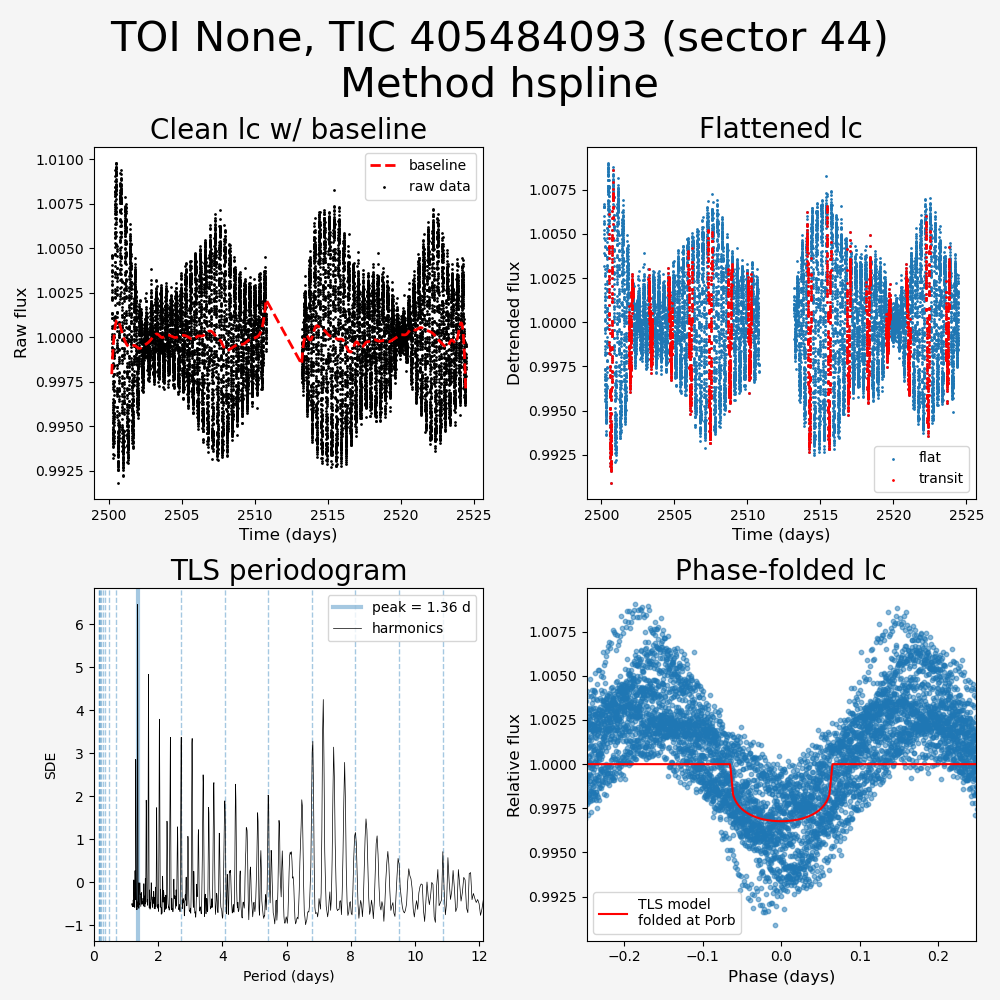 TOI None, TIC 405484093 (sector 44)
Method hspline
Clean lc w/ baseline
Flattened lc
1.0100
1.0075
1.0050
1.0025
1.0000
0.9975
0.9950
0.9925
Raw flux
baseline
raw data
2500
2505
2510
2515
2520
2525
Time (days)
1.0075
1.0050
1.0025
1.0000
0.9975
0.9950
0.9925
Detrended flux
flat
transit
2500
2505
2510
2515
2520
2525
Time (days)
TLS periodogram
Phase-folded lc
6
5
4
3
2
1
0
−1
SDE
peak = 1.36 d
harmonics
0
2
4
6
8
10
12
Period (days)
1.0075
1.0050
1.0025
1.0000
0.9975
0.9950
0.9925
Relative flux
TLS model
folded at Porb
−0.2
−0.1
0.0
0.1
0.2
Phase (days)